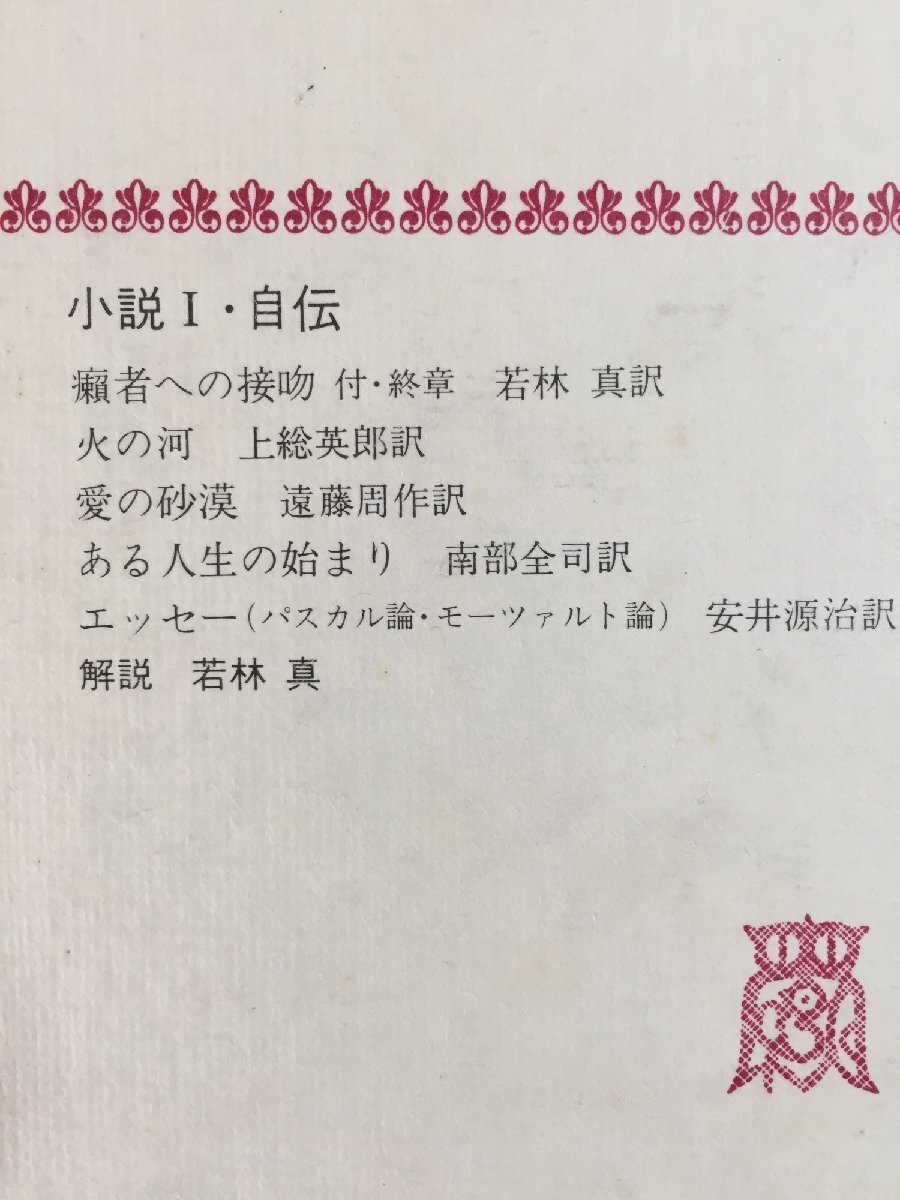 小説 I・自伝
癩者への接吻 付・終章　若林 真訳
火の河　上総英郎訳
愛の砂漠　遠藤周作訳
ある人生の始まり　南部全司訳
エッセー(パスカル論・モーツァルト論)　安井源治訳
解説　若林 真